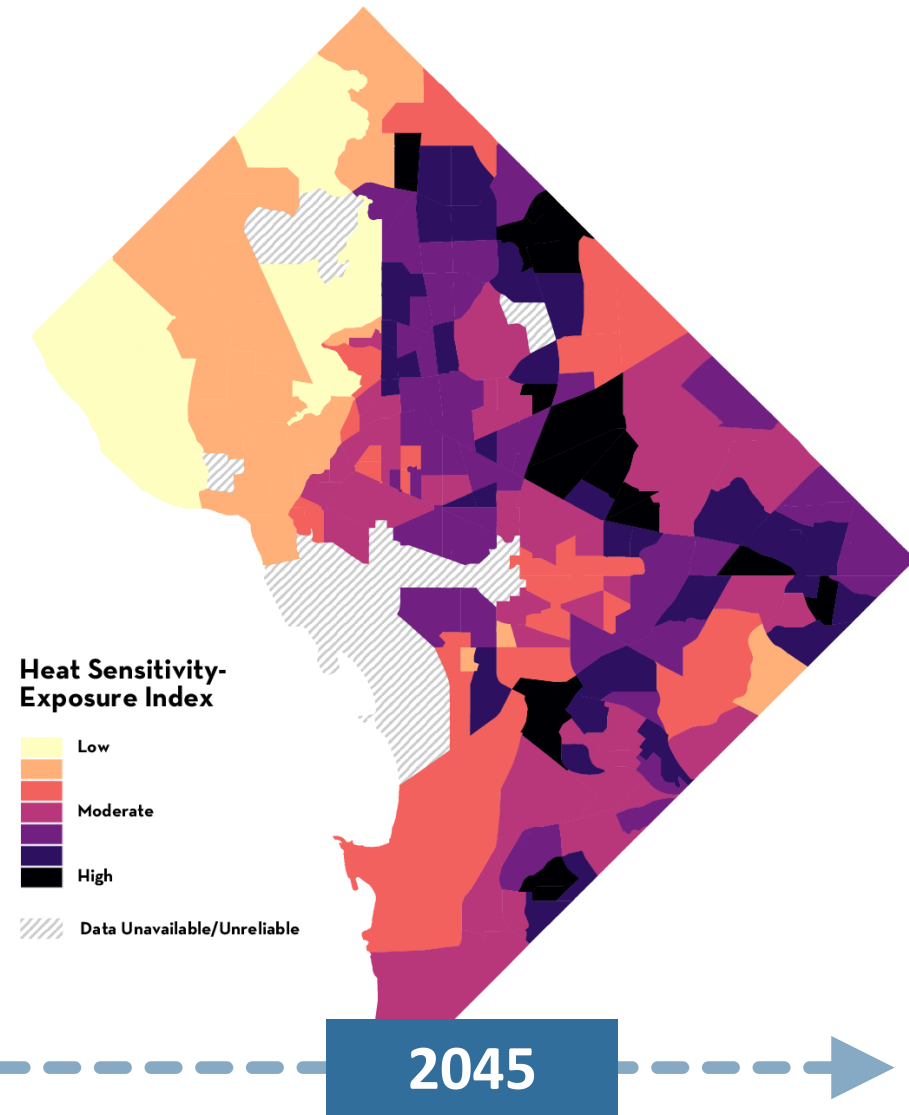 Heat Sensitivity-
Exposure Index
Low
Moderate
High
Data Unavailable/Unreliable
2045